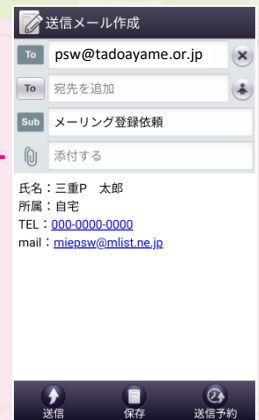 送信メール作成
To psw@tadoayame.or.jp
To 宛先を追加
Sub メーリング登録依頼
添付する
氏名：三重P　太郎
所属：自宅
TEL：000-0000-0000
mail：miepsw@mlist.ne.jp
送信 保存 送信予約